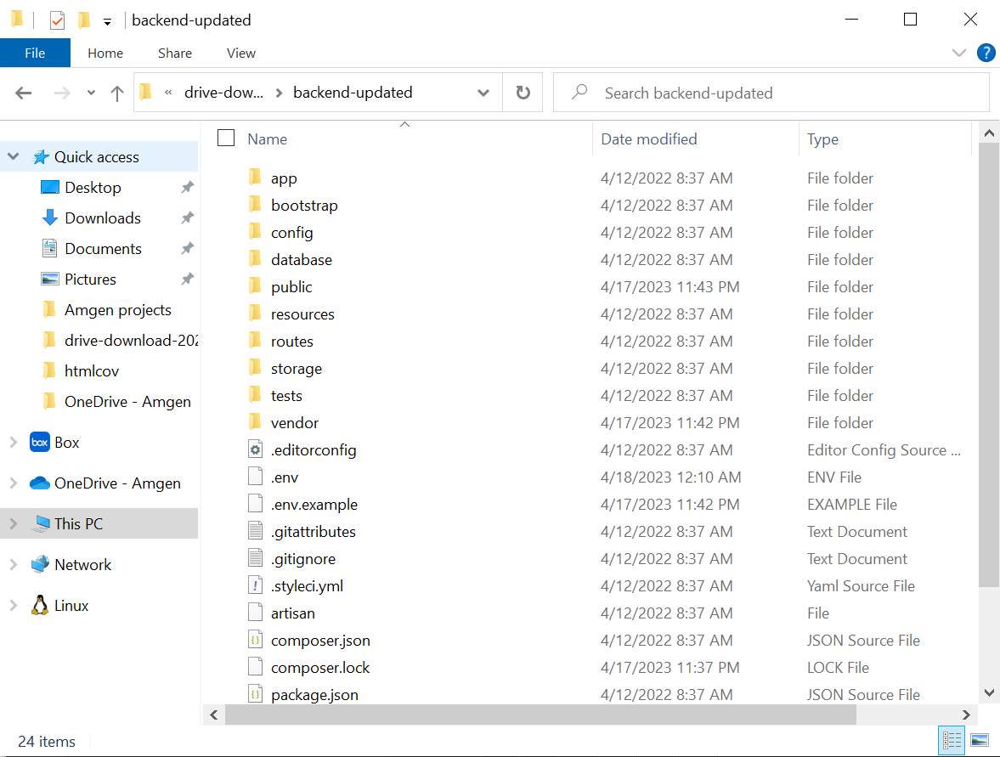 backend-updated
File Home Share View
?
« drive-dow... > backend-updated
Search backend-updated
Name Date modified Type
Quick access
Desktop
Downloads
Documents
Pictures
Amgen projects
drive-download-202
htmlcov
OneDrive - Amgen
box Box
OneDrive - Amgen
This PC
Network
Linux
app 4/12/2022 8:37 AM File folder
bootstrap 4/12/2022 8:37 AM File folder
config 4/12/2022 8:37 AM File folder
database 4/12/2022 8:37 AM File folder
public 4/17/2023 11:43 PM File folder
resources 4/12/2022 8:37 AM File folder
routes 4/12/2022 8:37 AM File folder
storage 4/12/2022 8:37 AM File folder
tests 4/12/2022 8:37 AM File folder
vendor 4/17/2023 11:42 PM File folder
.editorconfig 4/12/2022 8:37 AM Editor Config Source ...
.env 4/18/2023 12:10 AM ENV File
.env.example 4/17/2023 11:42 PM EXAMPLE File
.gitattributes 4/12/2022 8:37 AM Text Document
.gitignore 4/12/2022 8:37 AM Text Document
.styleci.yml 4/12/2022 8:37 AM Yaml Source File
artisan 4/12/2022 8:37 AM File
composer.json 4/12/2022 8:37 AM JSON Source File
composer.lock 4/17/2023 11:37 PM LOCK File
package.json 4/12/2022 8:37 AM JSON Source File
24 items